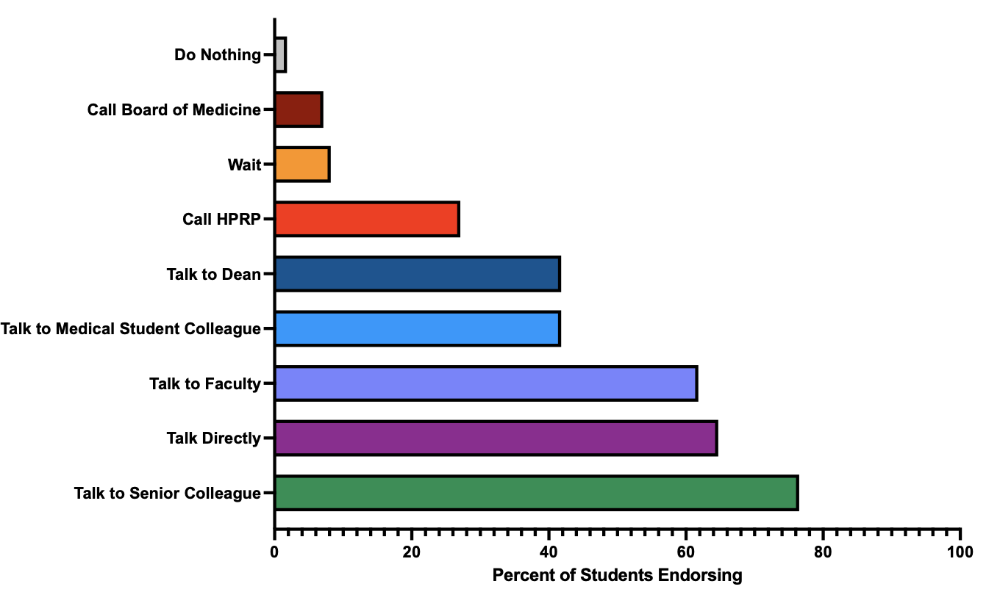 Do Nothing
Call Board of Medicine
Wait
Call HPRP
Talk to Dean
Talk to Medical Student Colleague
Talk to Faculty
Talk Directly
Talk to Senior Colleague
0 20 40 60 80 100
Percent of Students Endorsing